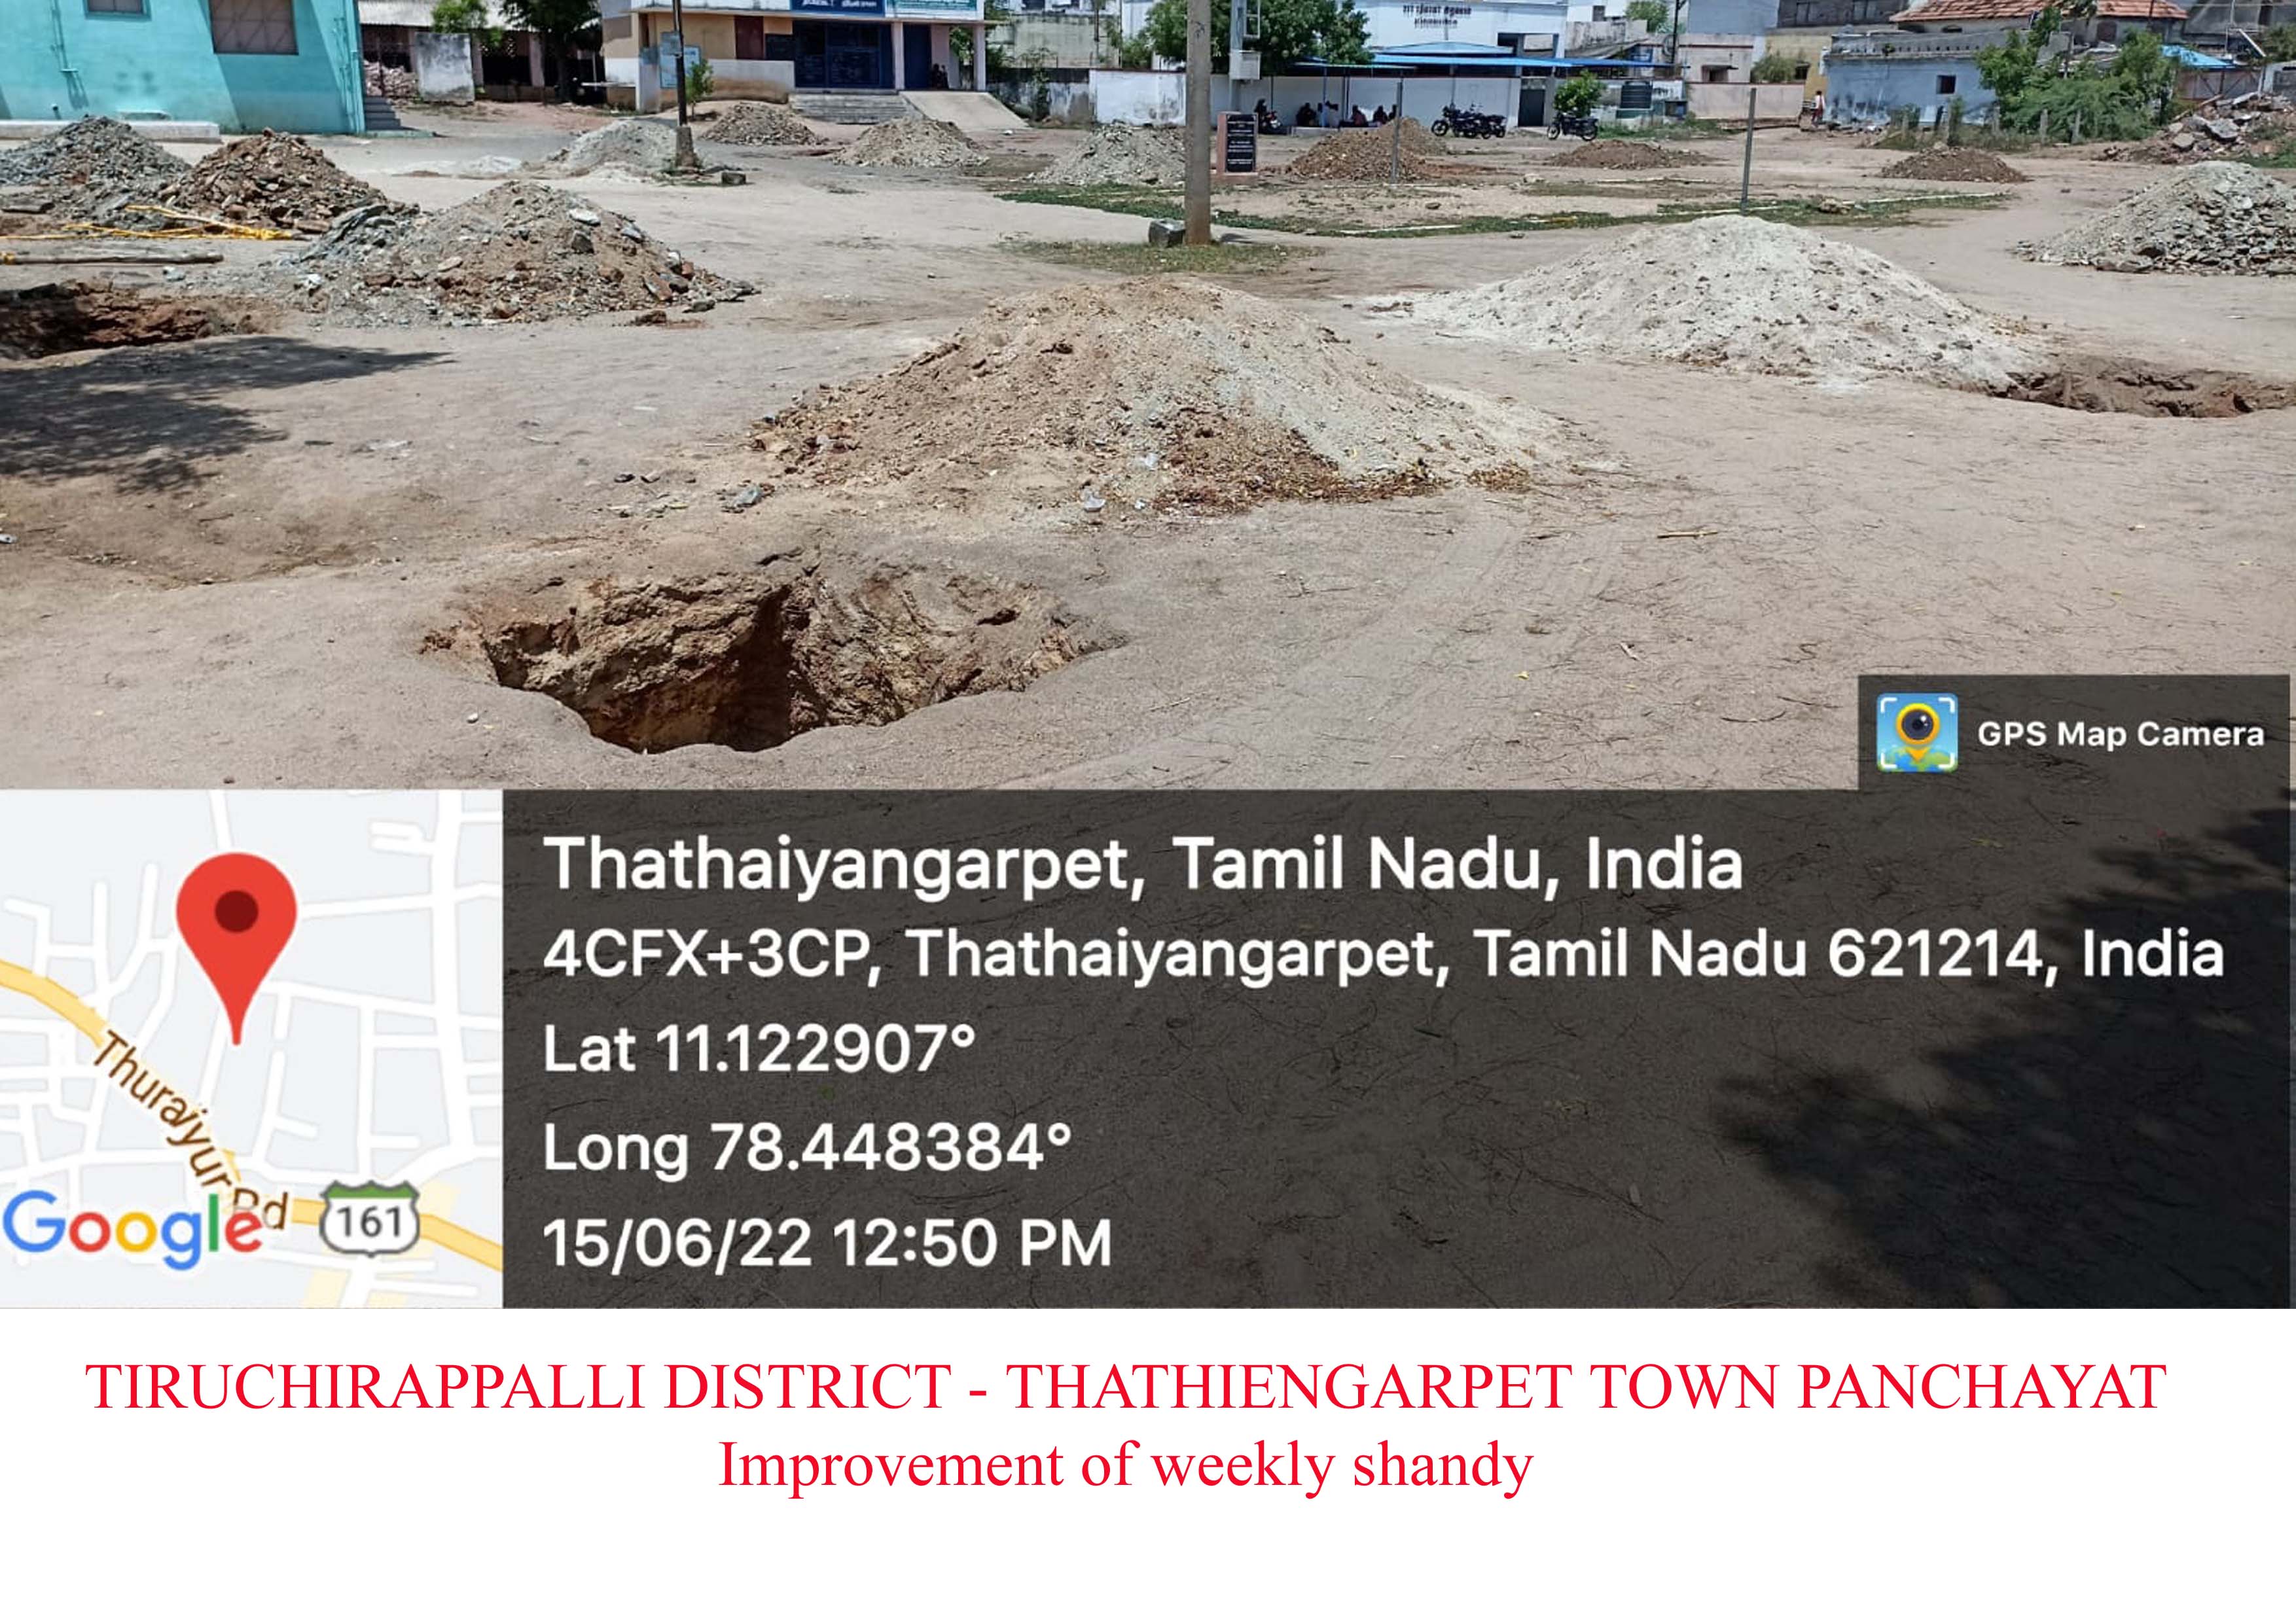 GPS Map Camera
Thathaiyangarpet, Tamil Nadu, India
4CFX+3CP, Thathaiyangarpet, Tamil Nadu 621214, India
Lat 11.122907°
Long 78.448384°
15/06/22 12:50 PM
Thuraiyur Rd
Google
161
TIRUCHIRAPPALLI DISTRICT - THATHIENGARPET TOWN PANCHAYAT
Improvement of weekly shandy